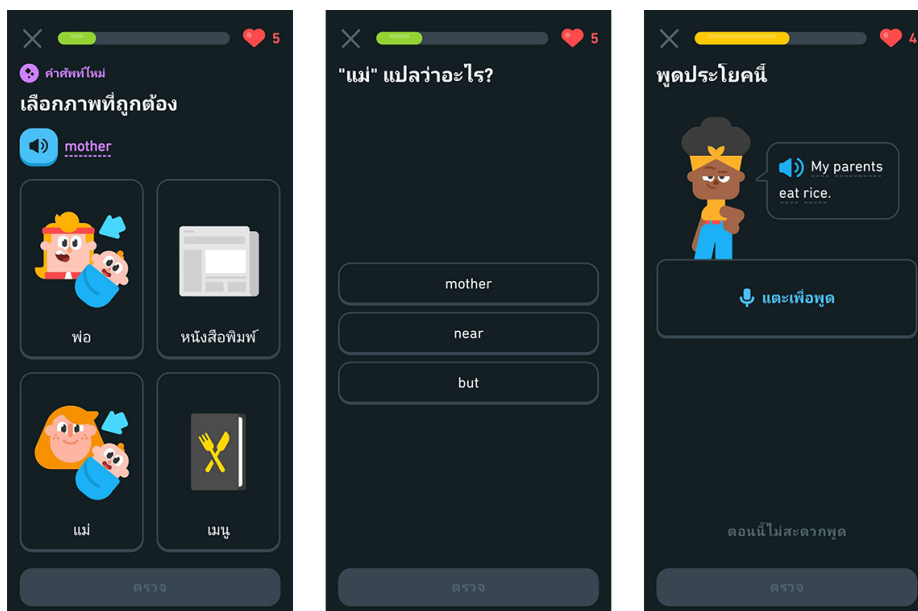 5
คำศัพท์ใหม่
เลือกภาพที่ถูกต้อง
mother
พ่อ
หนังสือพิมพ์
แม่
เมนู
ตรวจ
5
"แม่" แปลว่าอะไร?
mother
near
but
ตรวจ
4
พูดประโยคนี้
My parents
eat rice.
แตะเพื่อพูด
ตอนนี้ไม่สะดวกพูด
ตรวจ